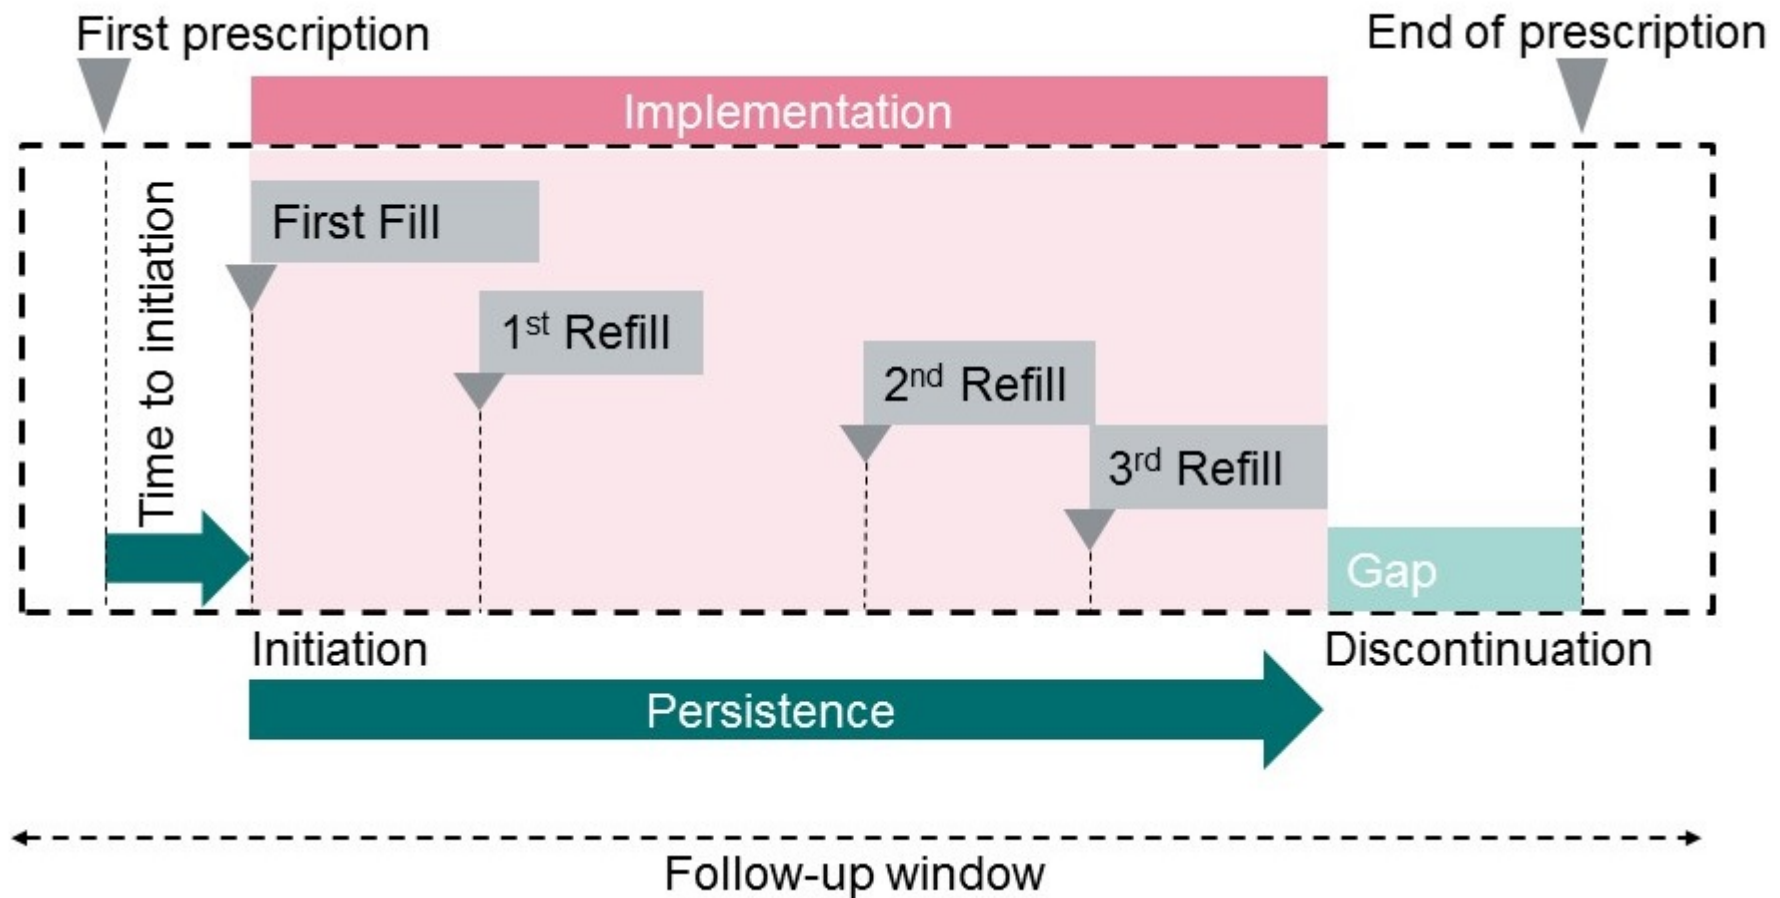 First prescription
End of prescription
Implementation
Time to initiation
First Fill
1st Refill
2nd Refill
3rd Refill
Gap
Initiation
Discontinuation
Persistence
Follow-up window